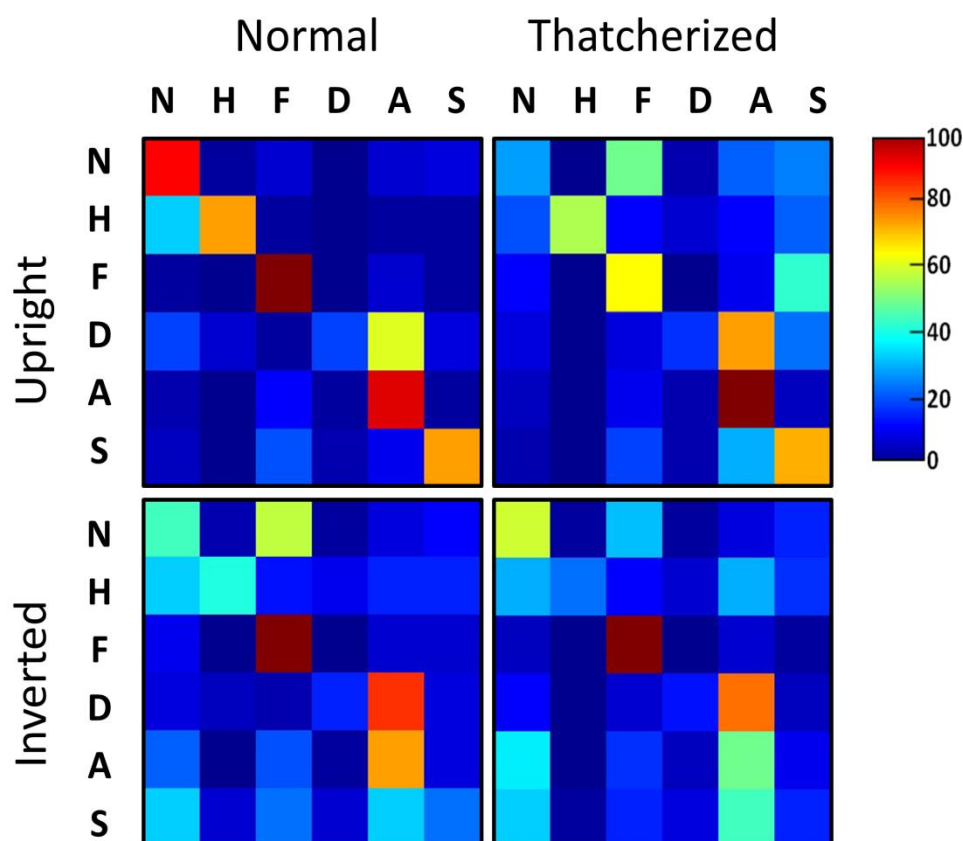 Normal Thatcherized
N H F D A S N H F D A S
Upright
N
H
F
D
A
S
100
80
60
40
20
0
Inverted
N
H
F
D
A
S